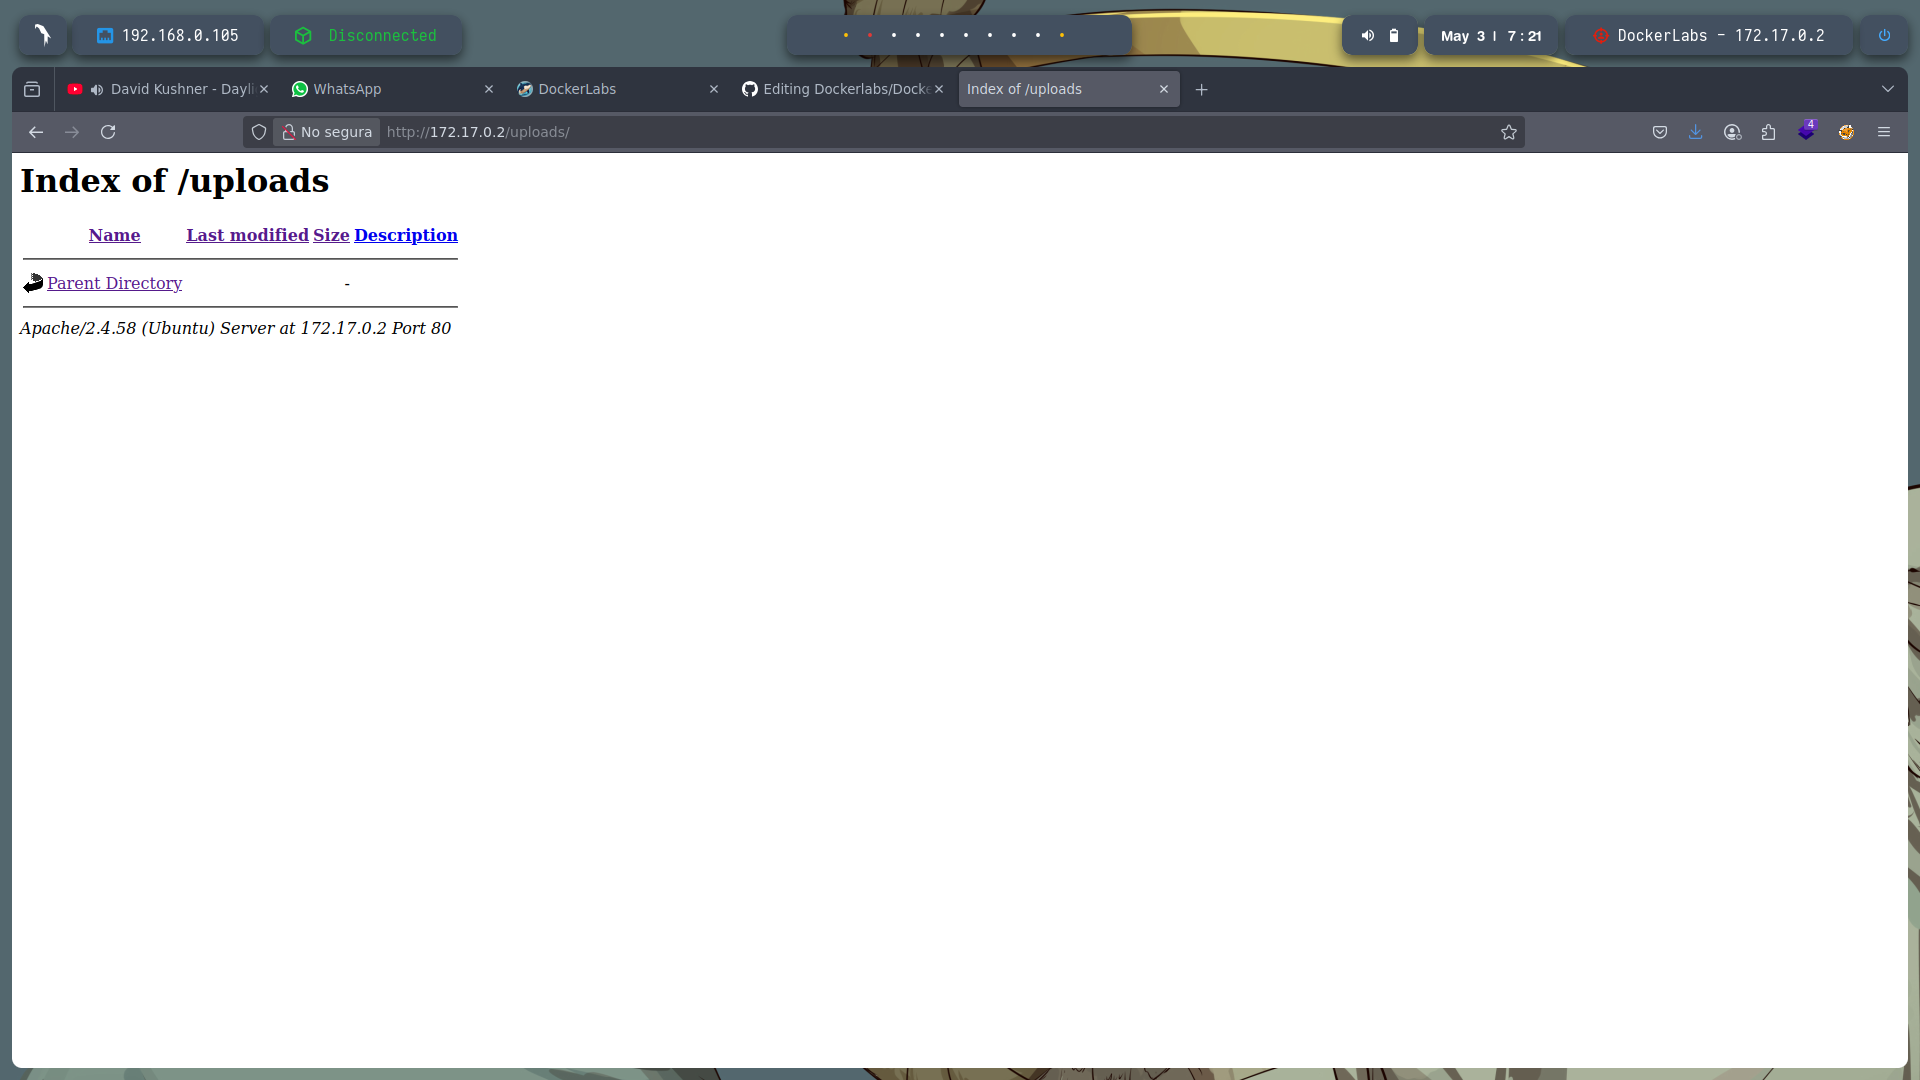 192.168.0.105
Disconnected
May 3 | 7:21
DockerLabs - 172.17.0.2
David Kushner - Dayli
WhatsApp
DockerLabs
Editing Dockerlabs/Docke
Index of /uploads
No segura
http://172.17.0.2/uploads/
4
Index of /uploads
Name Last modified Size Description
Parent Directory -
Apache/2.4.58 (Ubuntu) Server at 172.17.0.2 Port 80